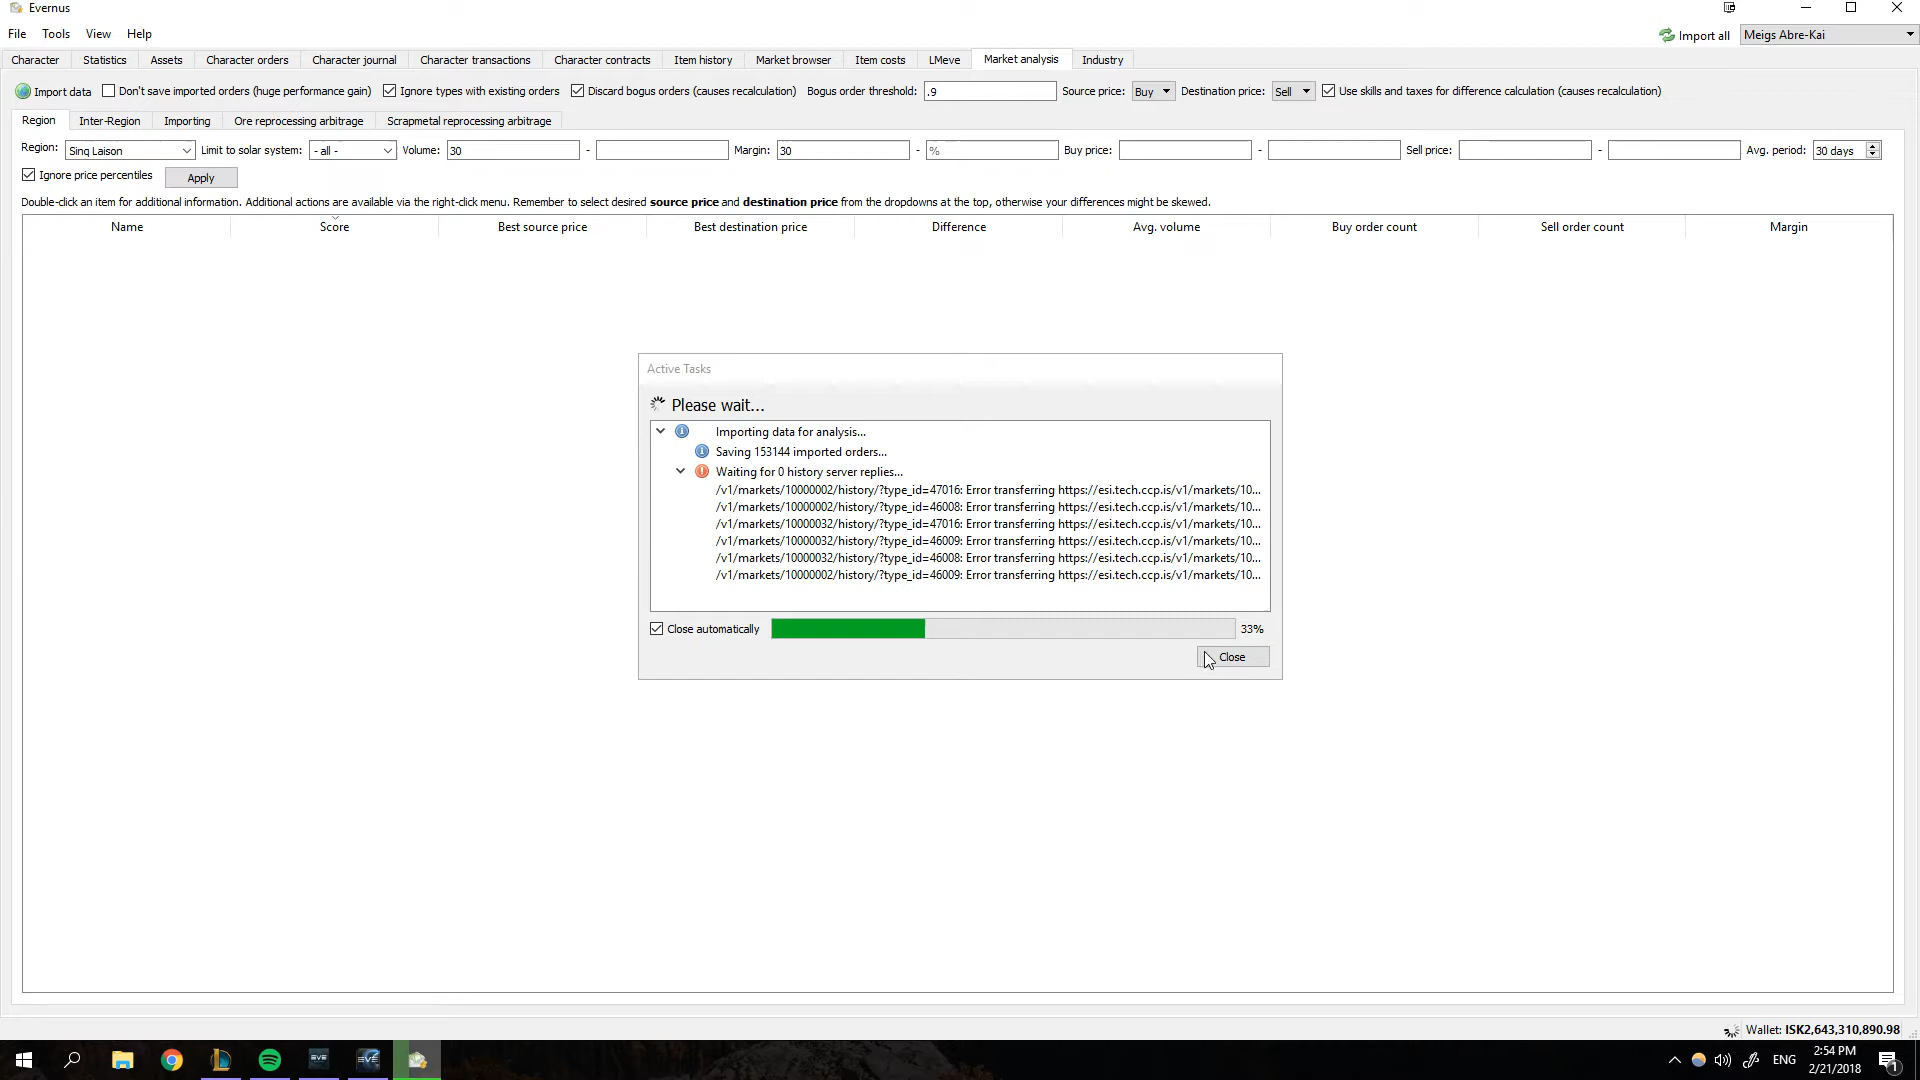 Evernus
File Tools View Help
Import all Meigs Abre-Kai
Character Statistics Assets Character orders Character journal Character transactions Character contracts Item history Market browser Item costs LMeve Market analysis Industry
Import data Don't save imported orders (huge performance gain) Ignore types with existing orders Discard bogus orders (causes recalculation) Bogus order threshold: .9 Source price: Buy Destination price: Sell Use skills and taxes for difference calculation (causes recalculation)
Region Inter-Region Importing Ore reprocessing arbitrage Scrapmetal reprocessing arbitrage
Region: Sinq Laison Limit to solar system: - all - Volume: 30 - Margin: 30 - % Buy price: - Sell price: - Avg. period: 30 days
Ignore price percentiles Apply
Double-click an item for additional information. Additional actions are available via the right-click menu. Remember to select desired source price and destination price from the dropdowns at the top, otherwise your differences might be skewed.
Name Score Best source price Best destination price Difference Avg. volume Buy order count Sell order count Margin
Active Tasks
Please wait...
Importing data for analysis...
Saving 153144 imported orders...
Waiting for 0 history server replies...
/v1/markets/10000002/history/?type_id=47016: Error transferring https://esi.tech.ccp.is/v1/markets/10...
/v1/markets/10000002/history/?type_id=46008: Error transferring https://esi.tech.ccp.is/v1/markets/10...
/v1/markets/10000032/history/?type_id=47016: Error transferring https://esi.tech.ccp.is/v1/markets/10...
/v1/markets/10000032/history/?type_id=46009: Error transferring https://esi.tech.ccp.is/v1/markets/10...
/v1/markets/10000032/history/?type_id=46008: Error transferring https://esi.tech.ccp.is/v1/markets/10...
/v1/markets/10000002/history/?type_id=46009: Error transferring https://esi.tech.ccp.is/v1/markets/10...
Close automatically 33%
Close
Wallet: ISK2,643,310,890.98
EVE EVE ENG 2:54 PM 1
2/21/2018